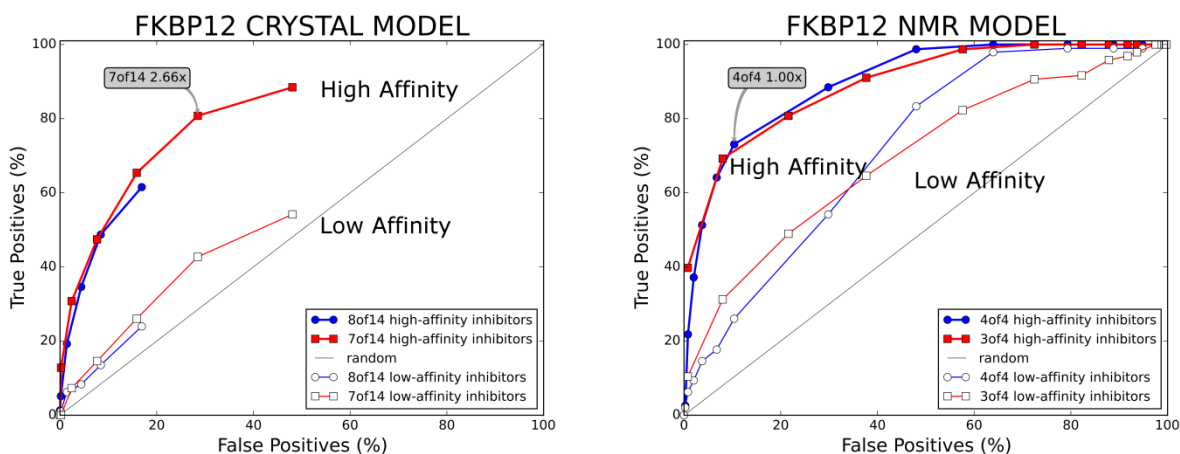 FKBP12 CRYSTAL MODEL
100
80
60
40
20
0
True Positives (%)
7of14 2.66x
High Affinity
Low Affinity
8of14 high-affinity inhibitors
7of14 high-affinity inhibitors
random
8of14 low-affinity inhibitors
7of14 low-affinity inhibitors
0 20 40 60 80 100
False Positives (%)
FKBP12 NMR MODEL
100
80
60
40
20
0
True Positives (%)
4of4 1.00x
High Affinity
Low Affinity
4of4 high-affinity inhibitors
3of4 high-affinity inhibitors
random
4of4 low-affinity inhibitors
3of4 low-affinity inhibitors
0 20 40 60 80 100
False Positives (%)